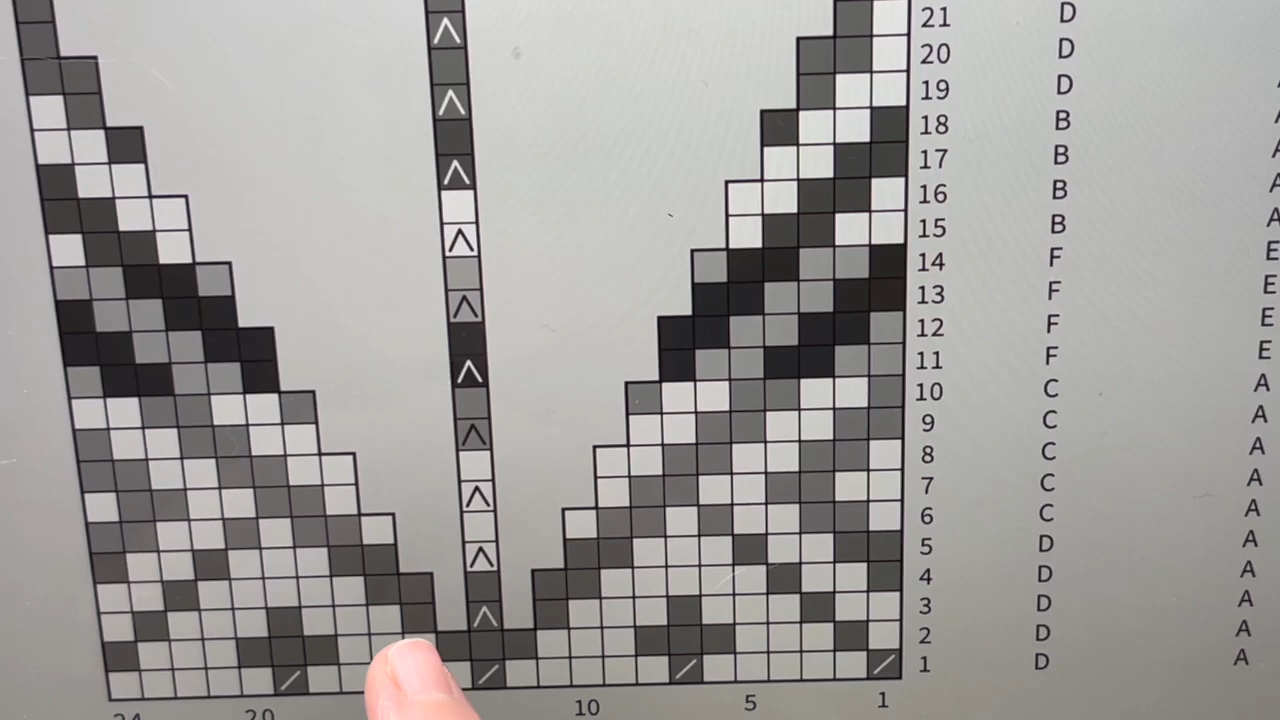 21 D
20 D
19 D
18 B
17 B
16 B
15 B
14 F E
13 F E
12 F E
11 F E
10 C A
9 C A
8 C A
7 C A
6 C A
5 D A
4 D A
3 D A
2 D A
1 D A
10 5 1